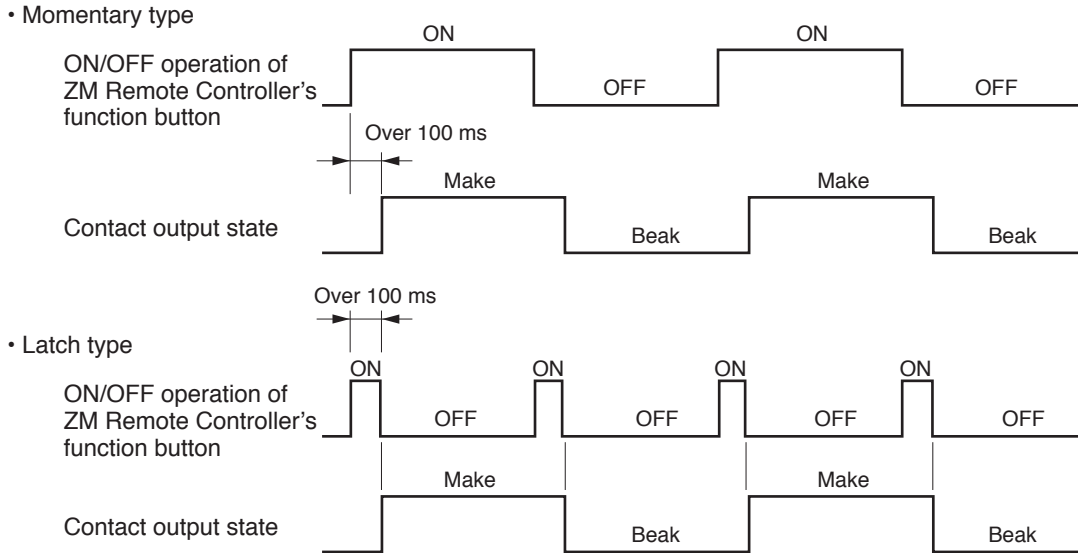 • Momentary type
ON/OFF operation of
ZM Remote Controller's
function button
ON
OFF
ON
OFF
Over 100 ms
Contact output state
Make
Beak
Make
Beak
Over 100 ms
• Latch type
ON/OFF operation of
ZM Remote Controller's
function button
ON
OFF
ON
OFF
ON
OFF
ON
OFF
Contact output state
Make
Beak
Make
Beak